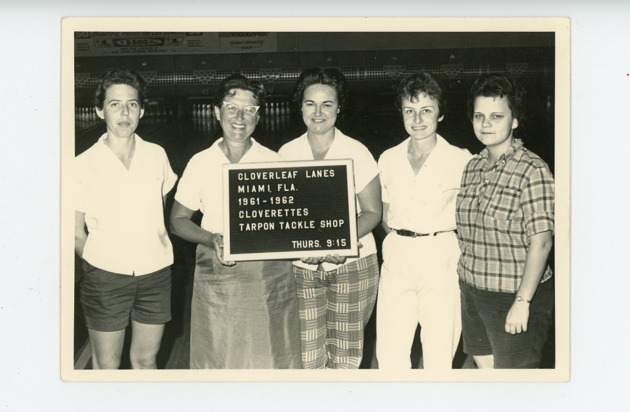 CLOVERLEAF LANES
MIAMI, FLA.
1961-1962
CLOVERETTES
TARPON TACKLE SHOP
THURS. 9:15